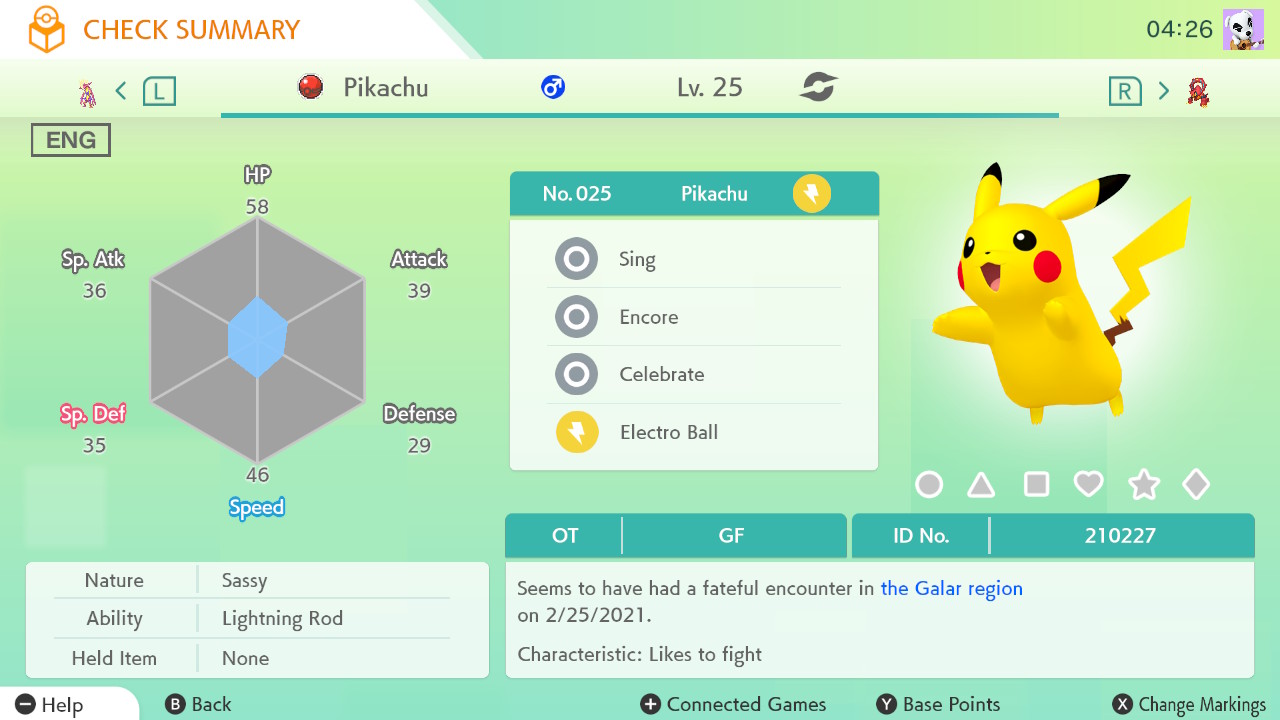 CHECK SUMMARY
04:26
L
Pikachu
Lv. 25
R
ENG
HP
58
Sp. Atk
36
Attack
39
Sp. Def
35
Defense
29
46
Speed
No. 025 Pikachu
Sing
Encore
Celebrate
Electro Ball
OT GF
ID No. 210227
Nature Sassy
Ability Lightning Rod
Held Item None
Seems to have had a fateful encounter in the Galar region
on 2/25/2021.
Characteristic: Likes to fight
Help
B Back
Connected Games
Y Base Points
X Change Markings